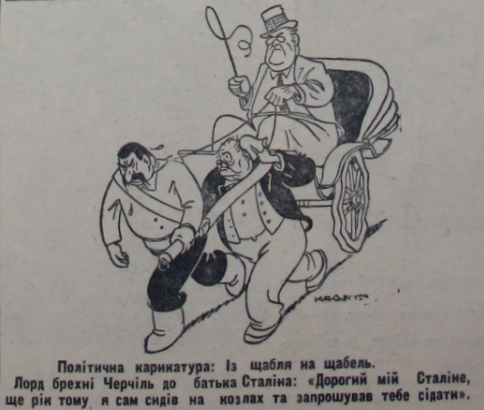 Політична карикатура: Із щабля на щабель.
Лорд брехні Черчіль до батька Сталіна: «Дорогий мій Сталіне,
ще рік тому я сам сидів на козлах та запрошував тебе сідати».